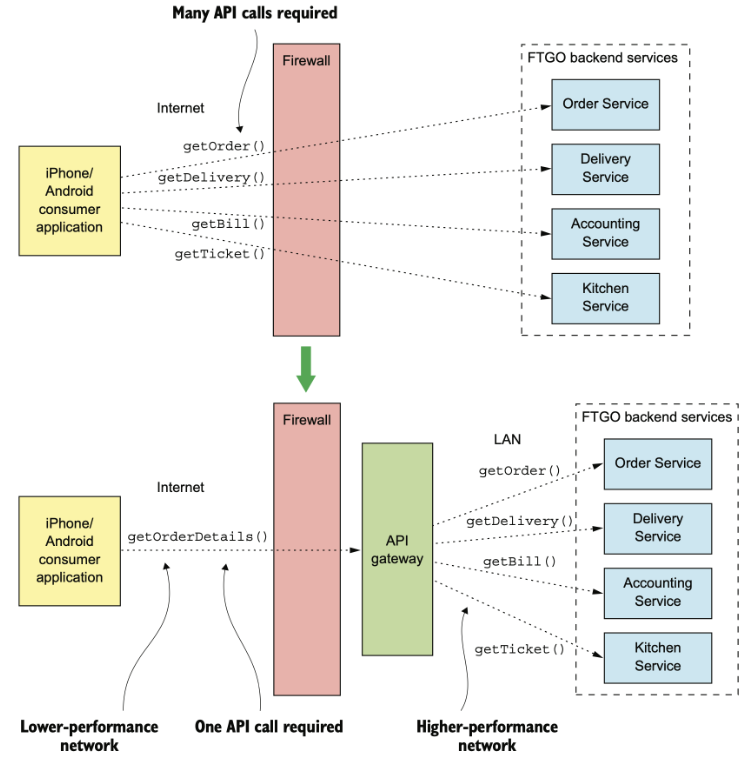 Many API calls required
Firewall
FTGO backend services
Internet
Order Service
getOrder()
iPhone/
Android
consumer
application
getDelivery()
Delivery
Service
getBill()
Accounting
Service
getTicket()
Kitchen
Service
Firewall
FTGO backend services
LAN
Internet
getOrder()
Order Service
iPhone/
Android
consumer
application
getOrderDetails()
API
gateway
getDelivery()
Delivery
Service
getBill()
Accounting
Service
getTicket()
Kitchen
Service
Lower-performance
network
One API call required
Higher-performance
network